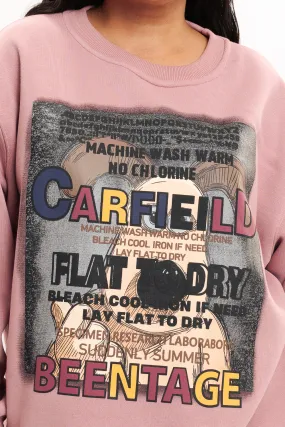 MACHINE WASH WARM
NO CHLORINE
CARFIEILD
MACHINE WASH WARM NO CHLORINE
BLEACH COOL IRON IF NEED
LAY FLAT TO DRY
FLAT TO DRY
BLEACH COOL IRON IF NEED
LAY FLAT TO DRY
SPECIMEN RESEARCH LABORABOR
SUDDENLY SUMMER
BEENTAGE